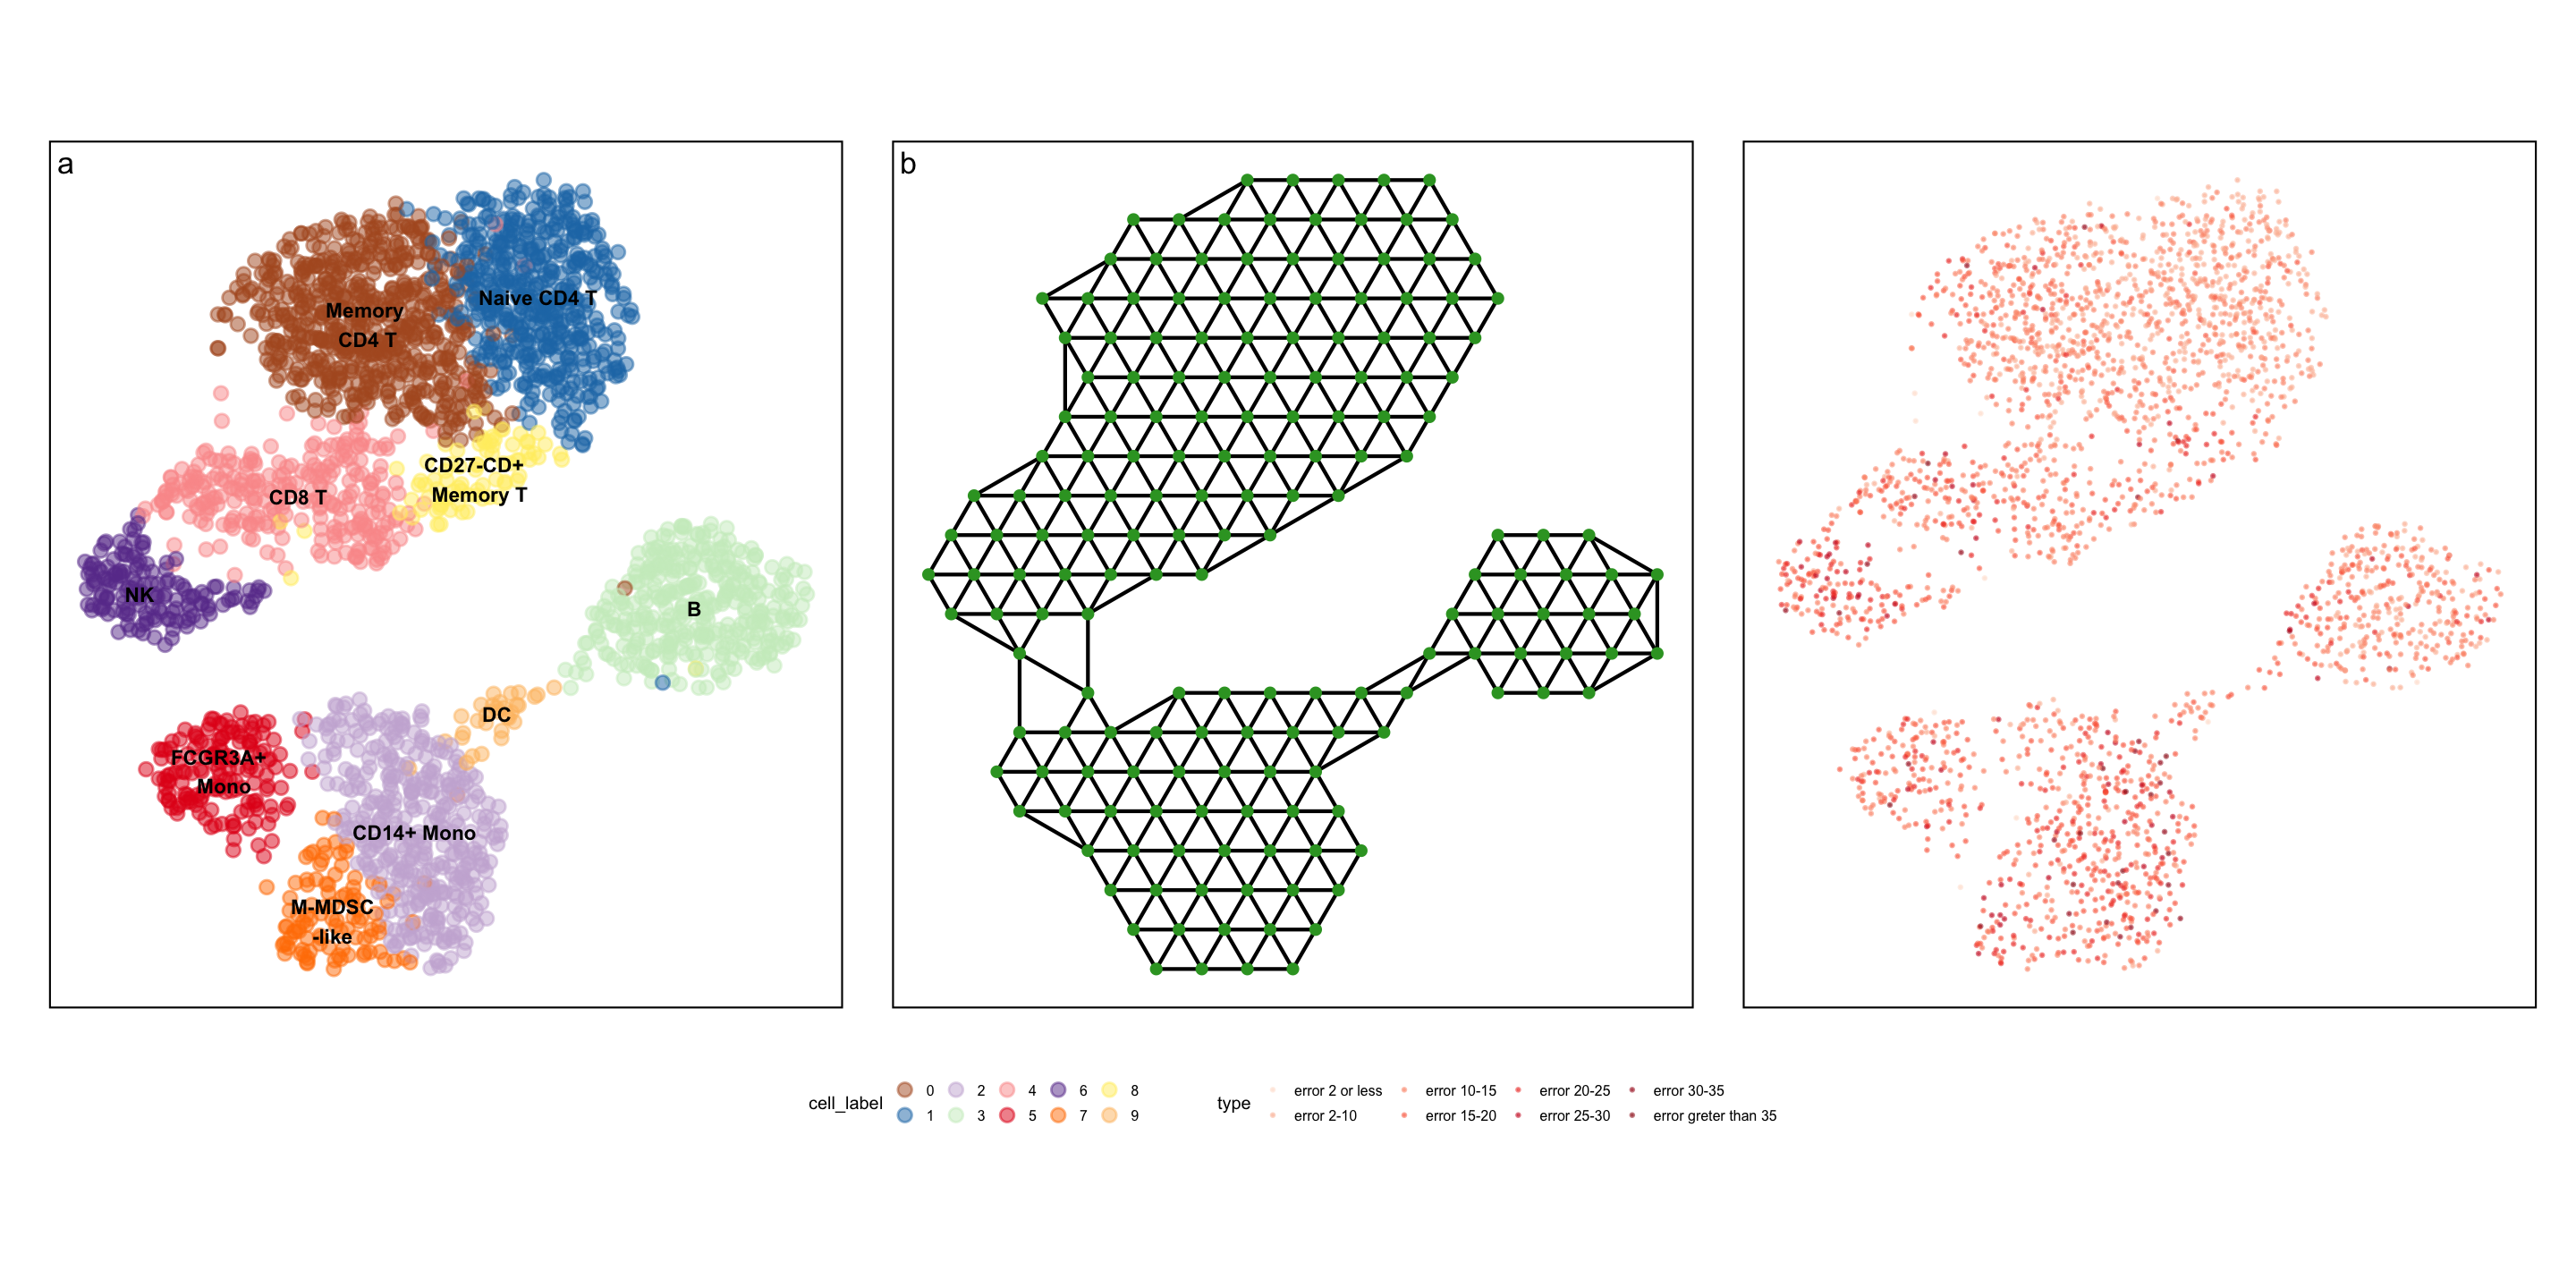 a
Naive CD4 T
Memory
CD4 T
CD27-CD+
Memory T
CD8 T
NK
B
DC
FCGR3A+
Mono
CD14+ Mono
M-MDSC
-like
b
cell_label
0 2 4 6 8
1 3 5 7 9
type
error 2 or less error 10-15 error 20-25 error 30-35
error 2-10 error 15-20 error 25-30 error greter than 35